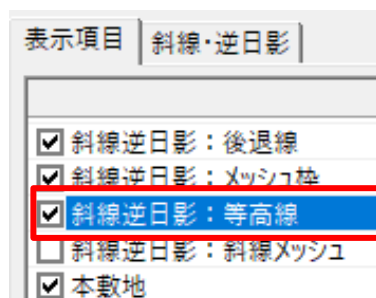 表示項目 斜線・逆日影
斜線逆日影：後退線
斜線逆日影：メッシュ枠
斜線逆日影：等高線
斜線逆日影：斜線メッシュ
本敷地